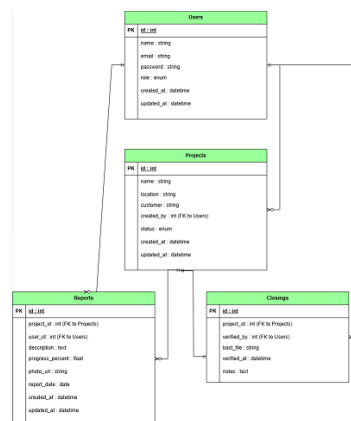 Users
PK id : int
name : string
email : string
password : string
role : enum
created_at : datetime
updated_at : datetime
Projects
PK id : int
name : string
location : string
customer : string
created_by : int (FK to Users)
status : enum
created_at : datetime
updated_at : datetime
Reports
PK id : int
project_id : int (FK to Projects)
user_id : int (FK to Users)
description : text
progress_percent : float
photo_url : string
report_date : date
created_at : datetime
updated_at : datetime
Closings
PK id : int
project_id : int (FK to Projects)
verified_by : int (FK to Users)
bast_file : string
verified_at : datetime
notes : text